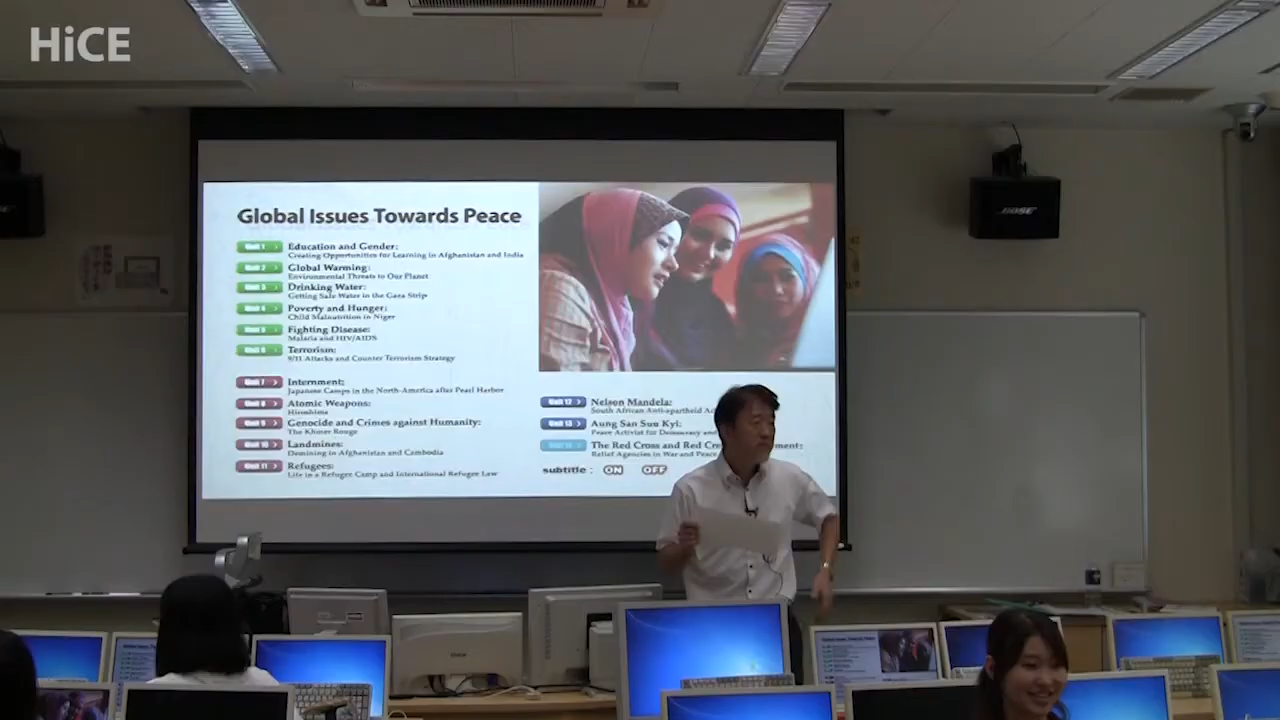 HiCE
BOSE
Global Issues Towards Peace
Unit 1 > Education and Gender:
Creating Opportunities for Learning in Afghanistan and India
Unit 2 > Global Warming:
Environmental Threats to Our Planet
Unit 3 > Drinking Water:
Getting Safe Water in the Gaza Strip
Unit 4 > Poverty and Hunger:
Child Malnutrition in Niger
Unit 5 > Fighting Disease:
Malaria and HIV/AIDS
Unit 6 > Terrorism:
9/11 Attacks and Counter Terrorism Strategy
Unit 7 > Internment:
Japanese Camps in the North-America after Pearl Harbor
Unit 8 > Atomic Weapons:
Hiroshima
Unit 9 > Genocide and Crimes against Humanity:
The Khmer Rouge
Unit 10 > Landmines:
Demining in Afghanistan and Cambodia
Unit 11 > Refugees:
Life in a Refugee Camp and International Refugee Law
Unit 12 > Nelson Mandela:
South African Anti-apartheid
Unit 13 > Aung San Suu Kyi:
Peace Activist for Democracy and
Unit 14 > The Red Cross and Red Cre ment:
Relief Agencies in War and Peace
subtitle : ON OFF
Global Issues Towards Peace